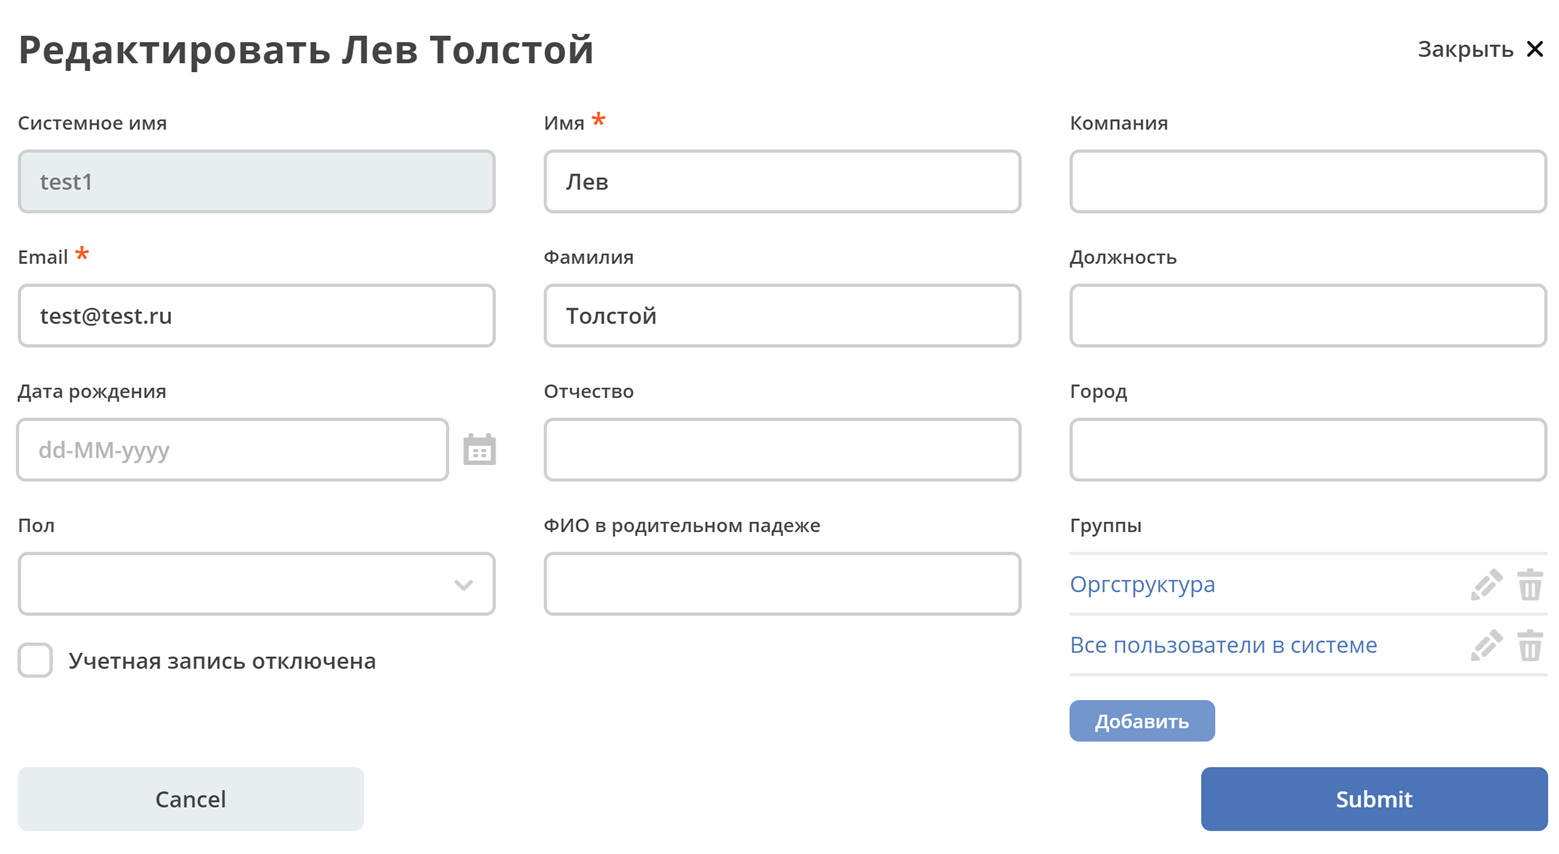 Редактировать Лев Толстой
Закрыть
Системное имя
Имя *
Компания
test1
Лев
Email *
Фамилия
Должность
test@test.ru
Толстой
Дата рождения
Отчество
Город
dd-MM-yyyy
Пол
ФИО в родительном падеже
Группы
Оргструктура
Все пользователи в системе
Учетная запись отключена
Добавить
Cancel
Submit